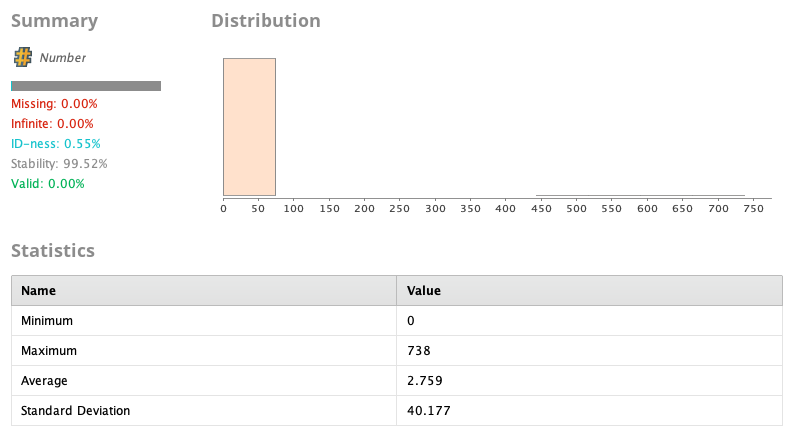 Summary
Distribution
Number
Missing: 0.00%
Infinite: 0.00%
ID-ness: 0.55%
Stability: 99.52%
Valid: 0.00%
0 50 100 150 200 250 300 350 400 450 500 550 600 650 700 750
Statistics
Name Value
Minimum 0
Maximum 738
Average 2.759
Standard Deviation 40.177